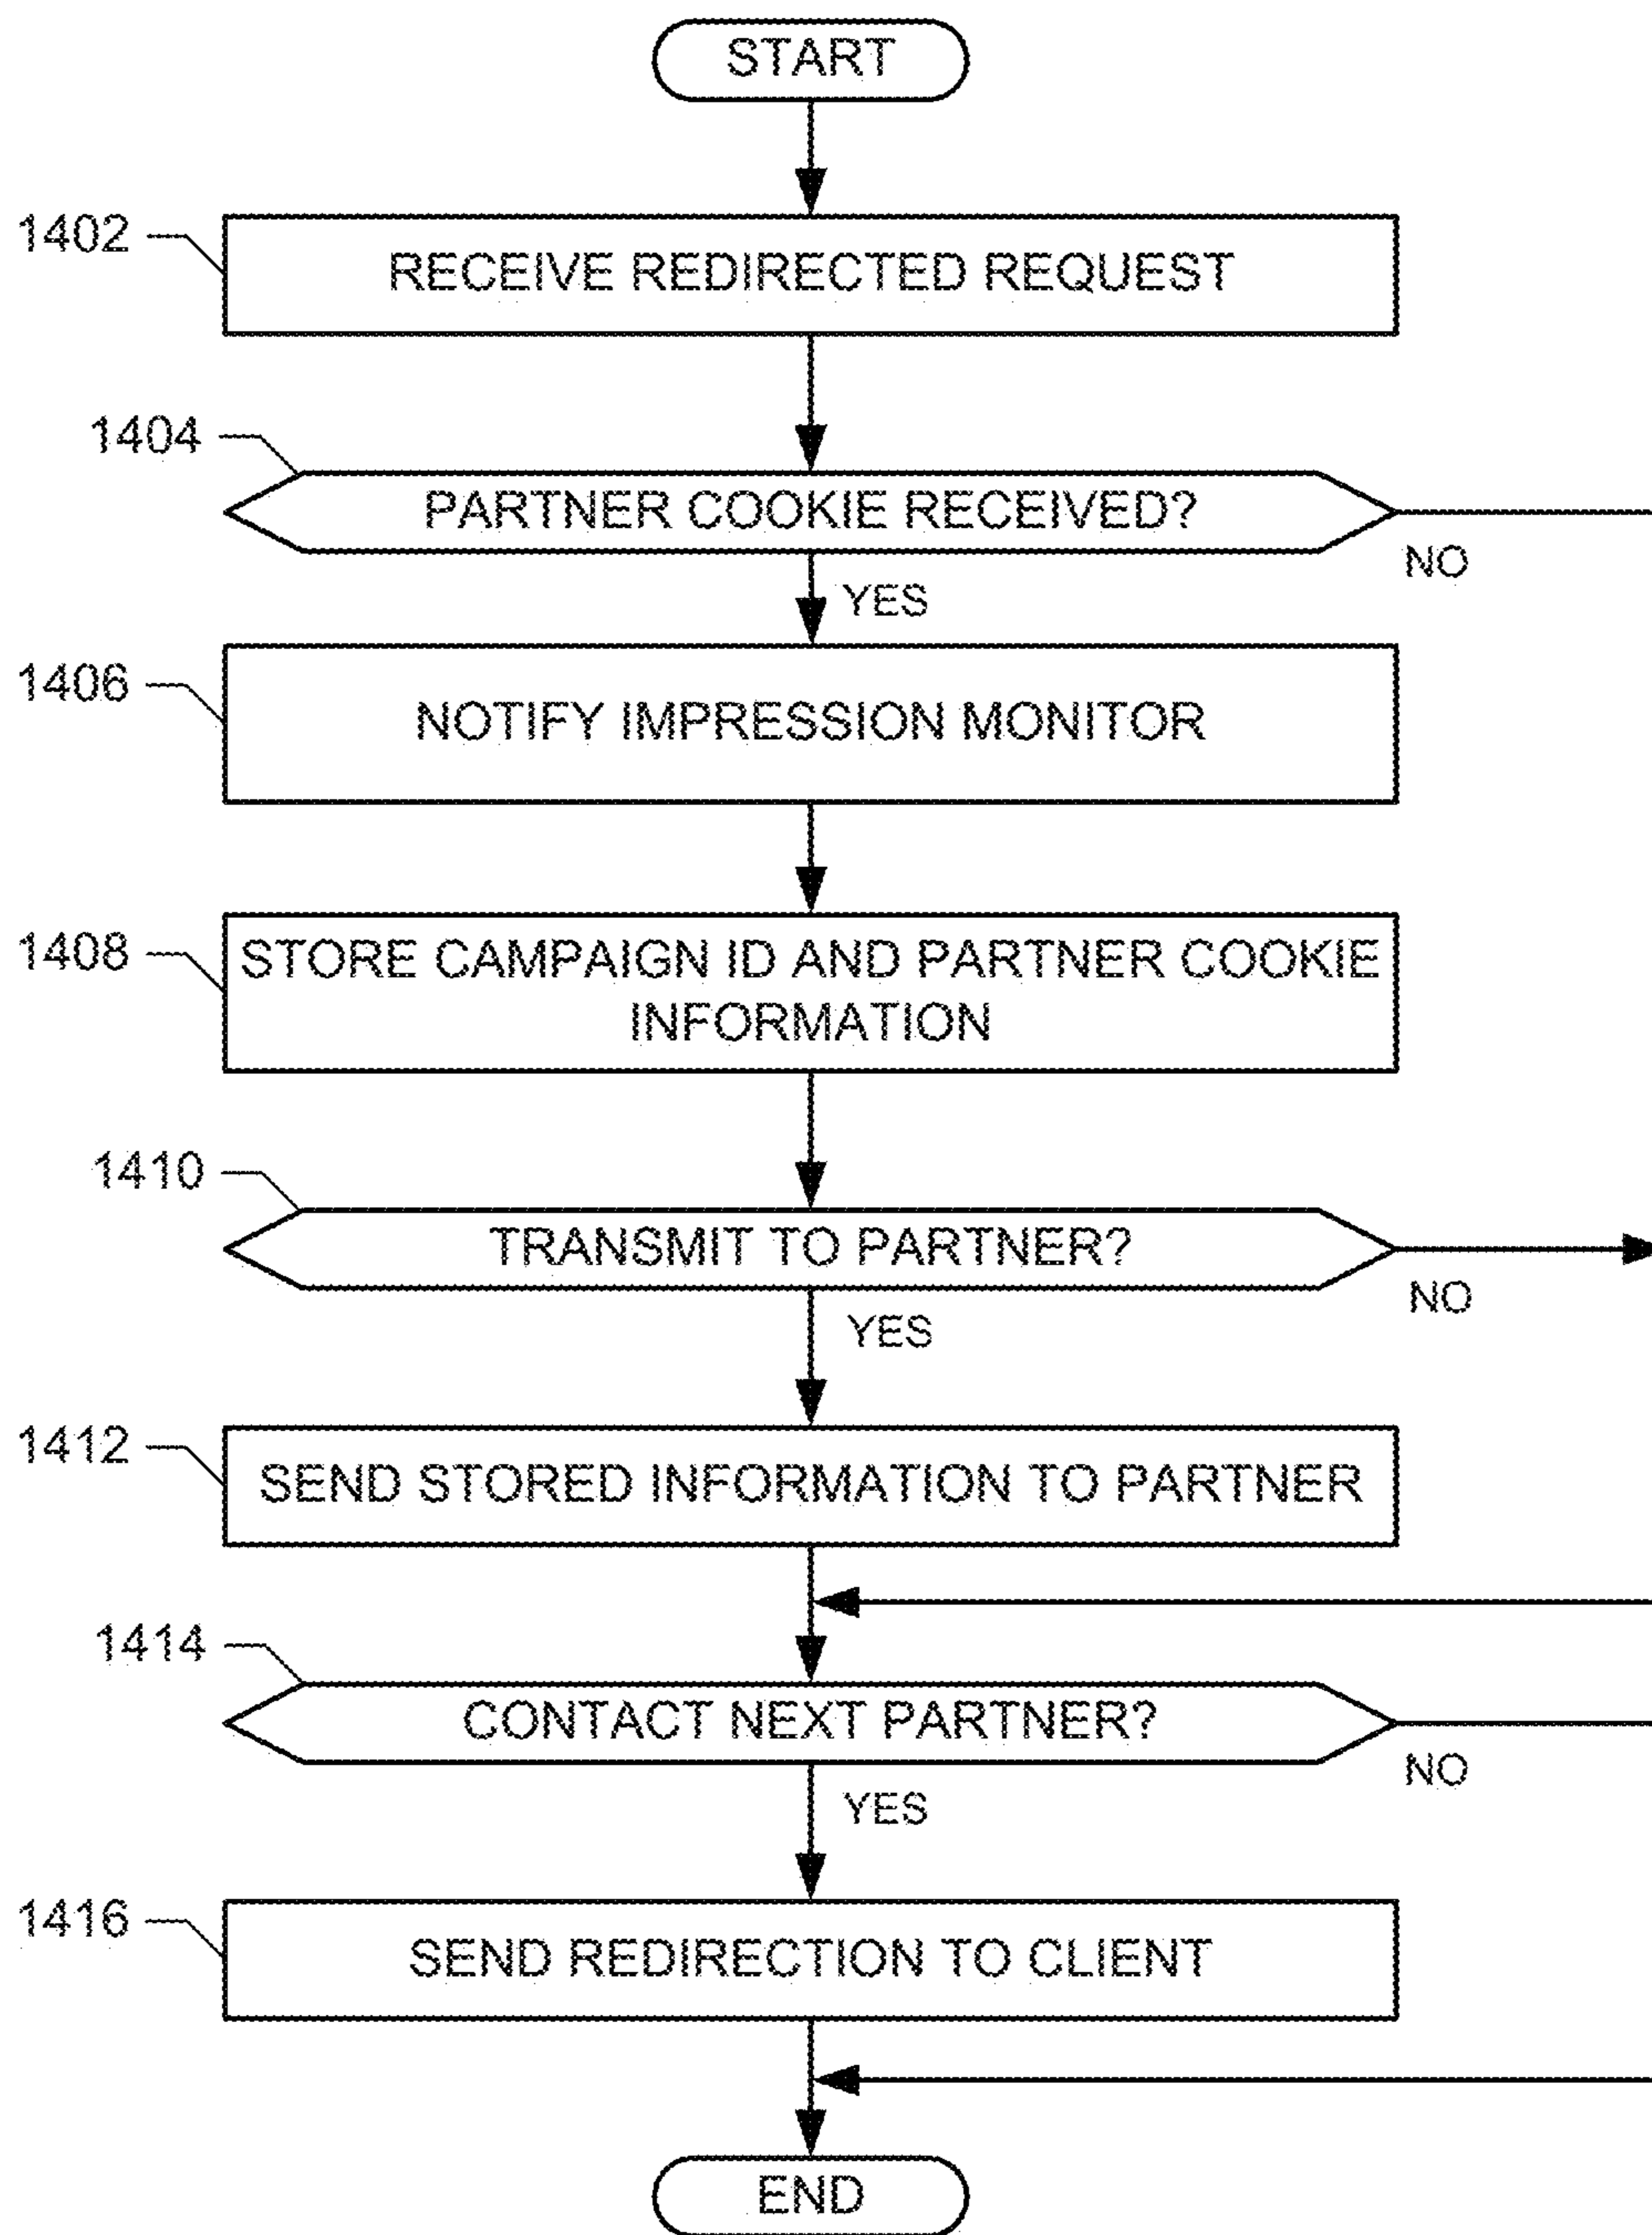 START
1402
RECEIVE REDIRECTED REQUEST
1404
PARTNER COOKIE RECEIVED?
NO
YES
1406
NOTIFY IMPRESSION MONITOR
1408
STORE CAMPAIGN ID AND PARTNER COOKIE
INFORMATION
1410
TRANSMIT TO PARTNER?
NO
YES
1412
SEND STORED INFORMATION TO PARTNER
1414
CONTACT NEXT PARTNER?
NO
YES
1416
SEND REDIRECTION TO CLIENT
END